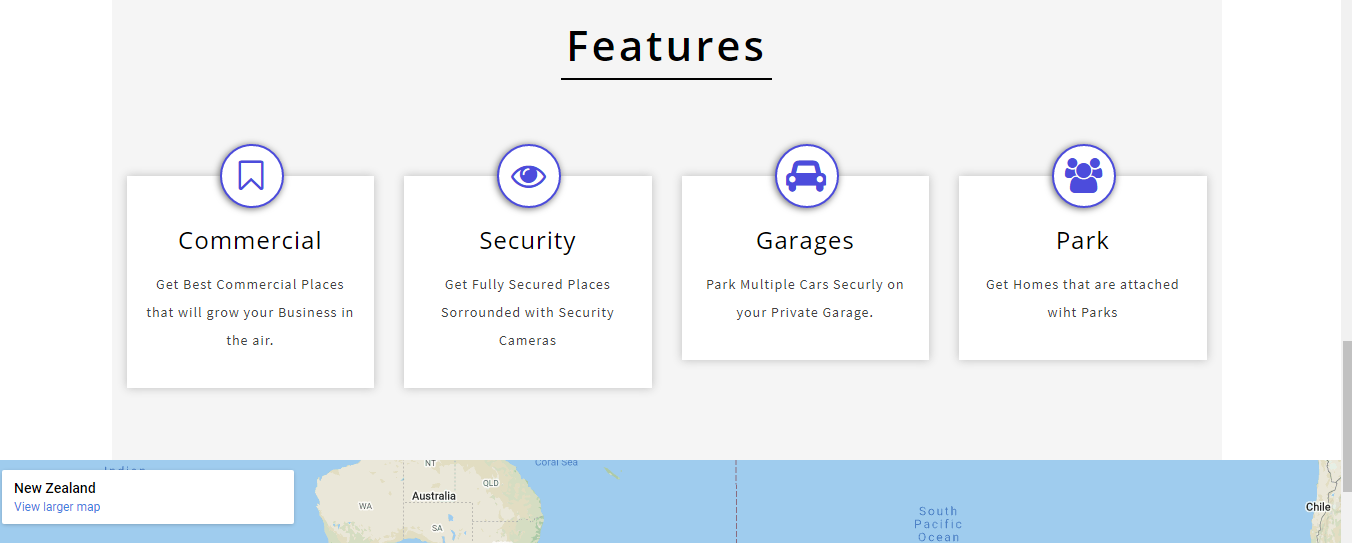 Features
Commercial
Get Best Commercial Places
that will grow your Business in
the air.
Security
Get Fully Secured Places
Sorrounded with Security
Cameras
Garages
Park Multiple Cars Securly on
your Private Garage.
Park
Get Homes that are attached
wiht Parks
New Zealand
View larger map
NT
Coral Sea
QLD
Australia
WA
SA
South
Pacific
Ocean
Chile